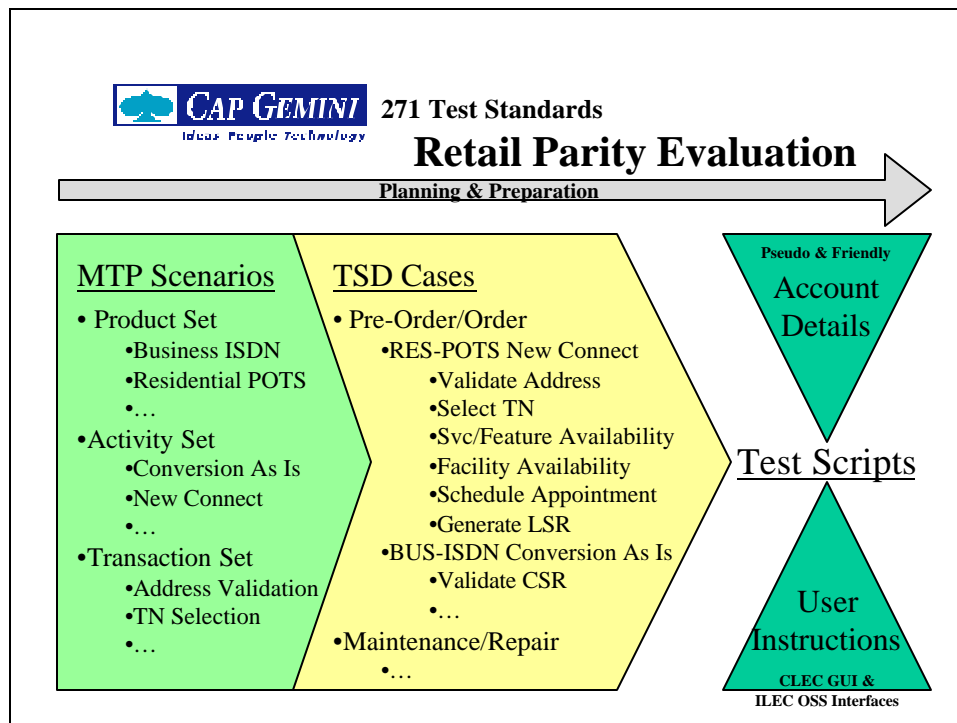 CAP GEMINI
Ideas People Technology
271 Test Standards
Retail Parity Evaluation
Planning & Preparation
MTP Scenarios
• Product Set
•Business ISDN
•Residential POTS
•…
•Activity Set
•Conversion As Is
•New Connect
•…
•Transaction Set
•Address Validation
•TN Selection
•…
TSD Cases
• Pre-Order/Order
•RES-POTS New Connect
•Validate Address
•Select TN
•Svc/Feature Availability
•Facility Availability
•Schedule Appointment
•Generate LSR
•BUS-ISDN Conversion As Is
•Validate CSR
•…
•Maintenance/Repair
•…
Pseudo & Friendly
Account
Details
Test Scripts
User
Instructions
CLEC GUI &
ILEC OSS Interfaces